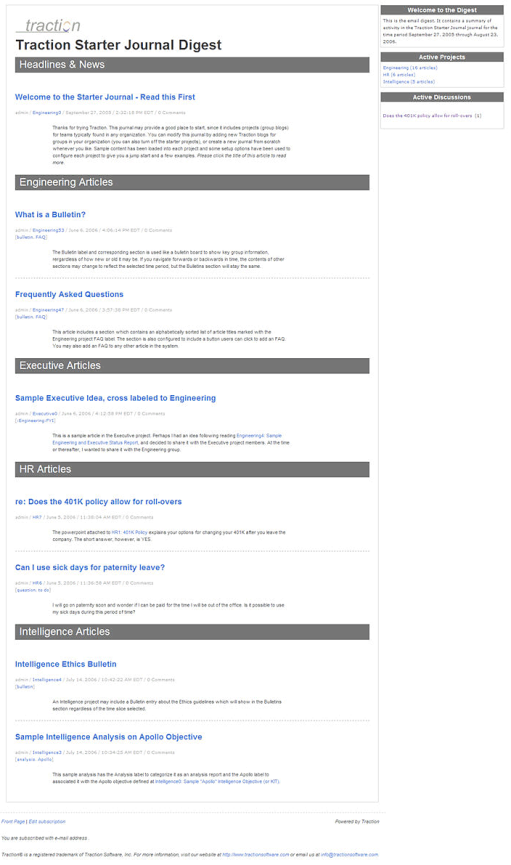 traction
Traction Starter Journal Digest
Headlines & News
Welcome to the Starter Journal - Read this First
admin / Engineering3 / September 27, 2005 / 2:32:18 PM EDT / 0 Comments
Thanks for trying Traction. This journal may provide a good place to start, since it includes projects (group blogs)
for teams typically found in any organization. You can modify this journal by adding new Traction blogs for
groups in your organization (you can also turn off the starter projects), or create a new journal from scratch
whenever you like. Sample content has been loaded into each project and some setup options have been used to
configure each project to give you a jump start and a few examples. Please click the title of this article to read
more.
Engineering Articles
What is a Bulletin?
admin / Engineering53 / June 6, 2006 / 4:06:14 PM EDT / 0 Comments
[bulletin, FAQ]
The Bulletin label and corresponding section is used like a bulletin board to show key group information,
rergardless of how new or old it may be. If you navigate forwards or backwards in time, the contents of other
sections may change to reflect the selected time period, but the Bulletins section will stay the same.
Frequently Asked Questions
admin / Engineering47 / June 6, 2006 / 3:57:35 PM EDT / 0 Comments
[bulletin, FAQ]
This article includes a section which contains an alphabetically sorted list of article titles marked with the
Engineering project FAQ label. The section is also configured to include a button users can click to add an FAQ.
You may also add an FAQ to any other article in the system.
Executive Articles
Sample Executive Idea, cross labeled to Engineering
admin / Executive5 / June 6, 2006 / 4:12:08 PM EDT / 0 Comments
[-Engineering:FYI]
This is a sample article in the Executive project. Perhaps I had an idea following reading Engineering4: Sample
Engineering and Executive Status Report, and decided to share it with the Executive project members. At the time
or thereafter, I wanted to share it with the Engineering group.
HR Articles
re: Does the 401K policy allow for roll-overs
admin / HR7 / June 5, 2006 / 11:39:04 AM EDT / 0 Comments
The powerpoint attached to HR1: 401K Policy explains your options for changing your 401K after you leave the
company. The short answer, however, is YES.
Can I use sick days for paternity leave?
admin / HR6 / June 5, 2006 / 11:36:58 AM EDT / 0 Comments
[question, to do]
I will go on paternity soon and wonder if I can be paid for the time I will be out of the office. Is it possible to use
my sick days during this period of time?
Intelligence Articles
Intelligence Ethics Bulletin
admin / Intelligence4 / July 14, 2006 / 10:42:22 AM EDT / 0 Comments
[bulletin]
An Intelligence project may include a Bulletin entry about the Ethics guidelines which will show in the Bulletins
section regardless of the time slice selected.
Sample Intelligence Analysis on Apollo Objective
admin / Intelligence3 / July 14, 2006 / 10:34:23 AM EDT / 0 Comments
[analysis, Apollo]
This sample analysis has the Analysis label to categorize it as an analysis report and the Apollo label to
associated it with the Apollo objective defined at Intelligence0: Sample "Apollo" Intelligence Objective (or KIT).
Welcome to the Digest
This is the email digest. It contains a summary of
activity in the Traction Starter Journal journal for the
time period September 27, 2005 through August 23,
2006.
Active Projects
Engineering (16 articles)
HR (6 articles)
Intelligence (5 articles)
Active Discussions
Does the 401K policy allow for roll-overs (1)
Front Page | Edit subscription
Powered by Traction
You are subscribed with e-mail address .
Traction® is a registered trademark of Traction Software, Inc. For more information, visit our website at http://www.tractionsoftware.com or email us at info@tractionsoftware.com